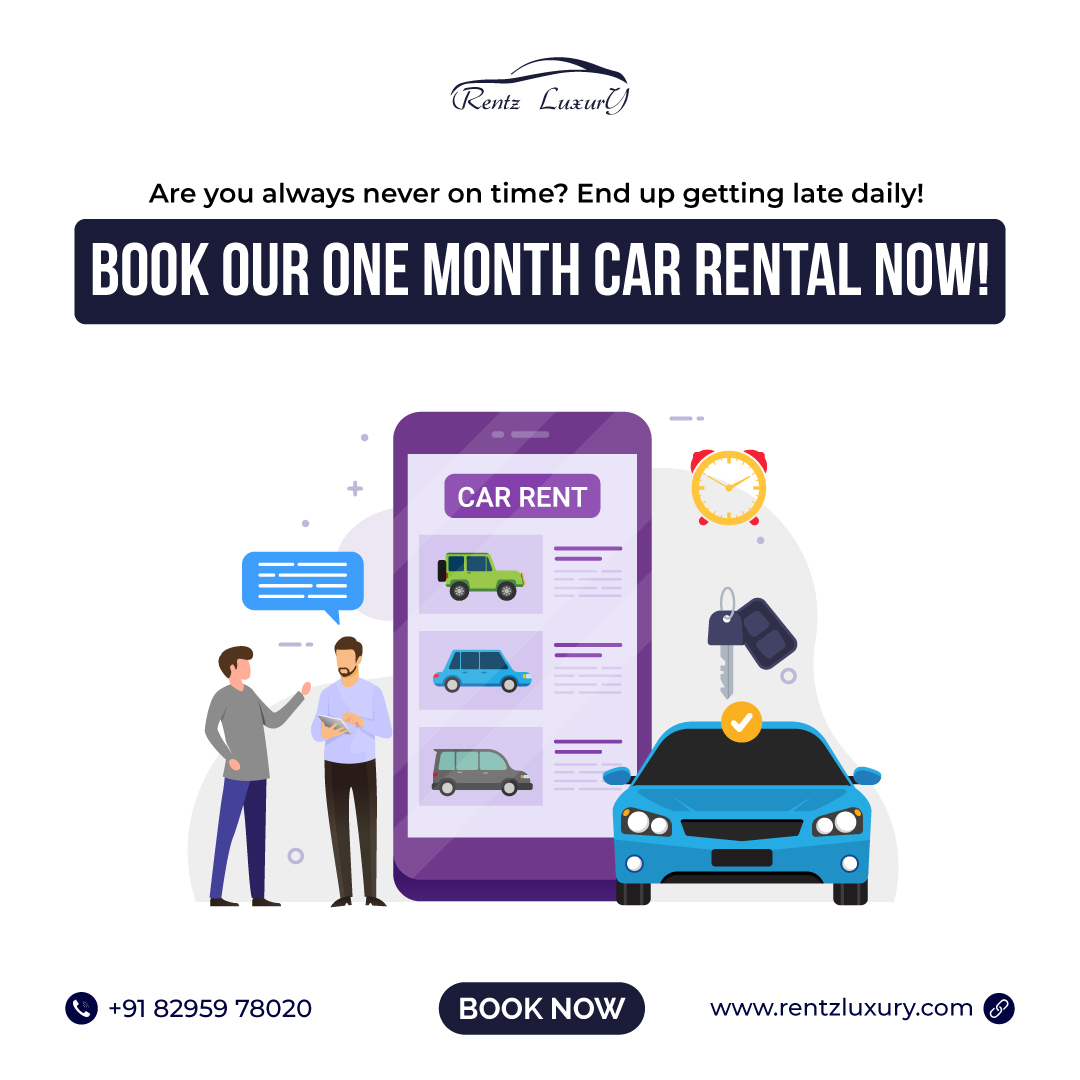 Rentz Luxury
Are you always never on time? End up getting late daily!
BOOK OUR ONE MONTH CAR RENTAL NOW!
CAR RENT
+91 82959 78020
BOOK NOW
www.rentzluxury.com